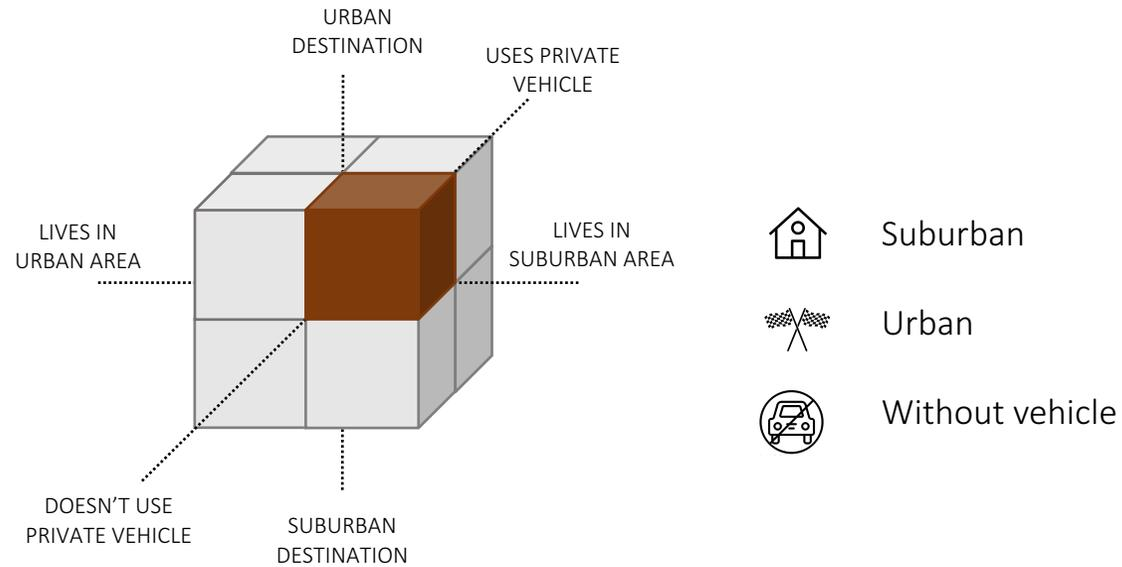 URBAN
DESTINATION
USES PRIVATE
VEHICLE
LIVES IN
URBAN AREA
LIVES IN
SUBURBAN AREA
DOESN’T USE
PRIVATE VEHICLE
SUBURBAN
DESTINATION
Suburban
Urban
Without vehicle